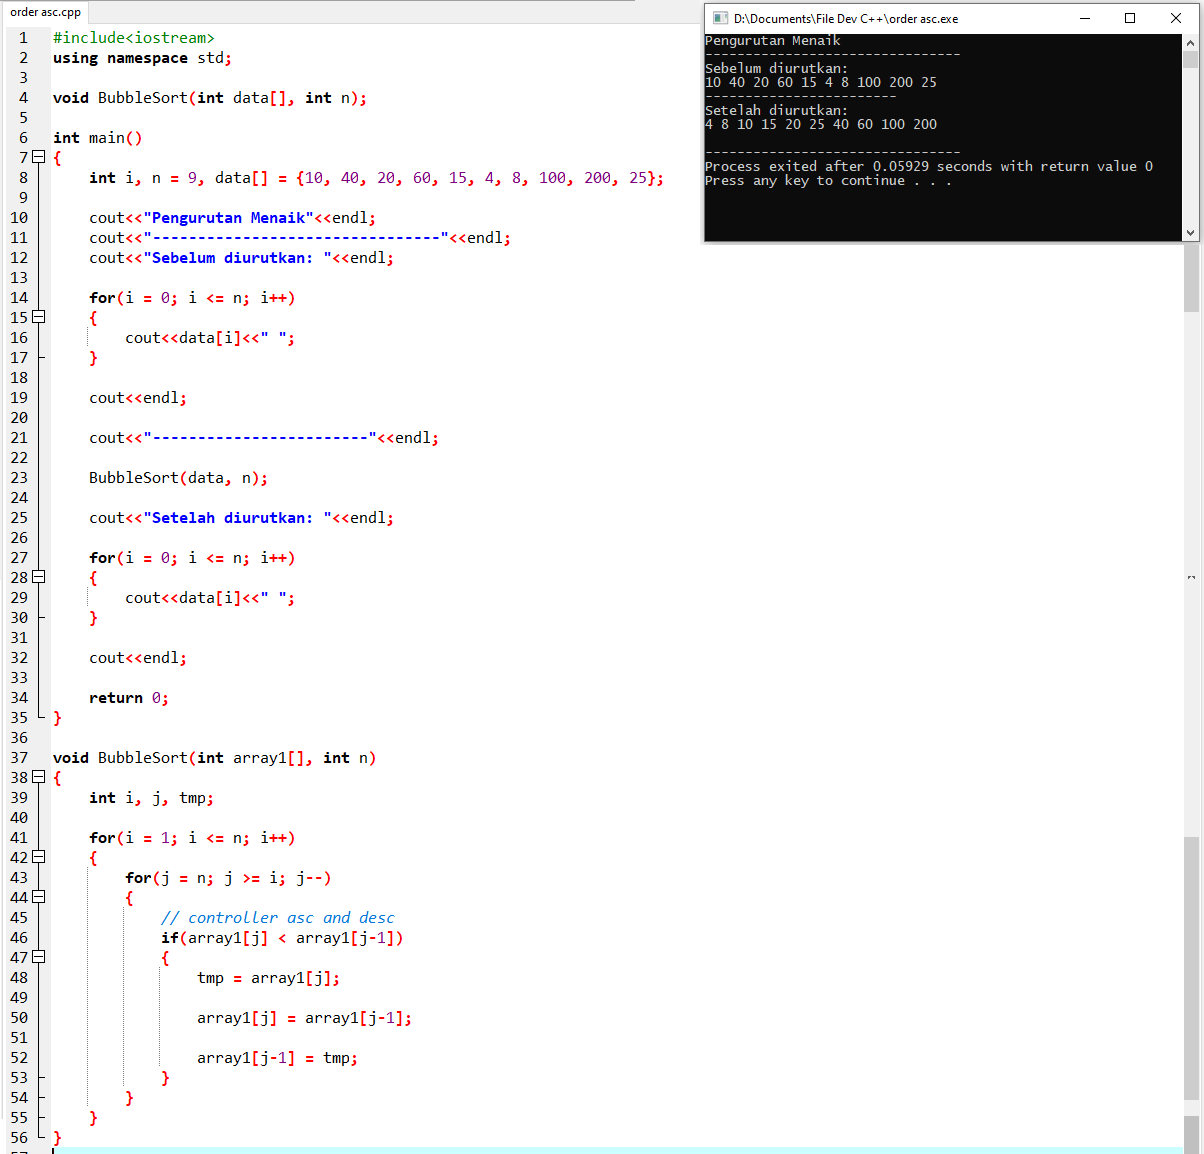 order asc.cpp
1 #include<iostream>
2 using namespace std;
3
4 void BubbleSort(int data[], int n);
5
6 int main()
7 {
8 int i, n = 9, data[] = {10, 40, 20, 60, 15, 4, 8, 100, 200, 25};
9
10 cout<<"Pengurutan Menaik"<<endl;
11 cout<<"--------------------------------"<<endl;
12 cout<<"Sebelum diurutkan: "<<endl;
13
14 for(i = 0; i <= n; i++)
15 {
16 cout<<data[i]<<" ";
17 }
18
19 cout<<endl;
20
21 cout<<"------------------------"<<endl;
22
23 BubbleSort(data, n);
24
25 cout<<"Setelah diurutkan: "<<endl;
26
27 for(i = 0; i <= n; i++)
28 {
29 cout<<data[i]<<" ";
30 }
31
32 cout<<endl;
33
34 return 0;
35 }
36
37 void BubbleSort(int array1[], int n)
38 {
39 int i, j, tmp;
40
41 for(i = 1; i <= n; i++)
42 {
43 for(j = n; j >= i; j--)
44 {
45 // controller asc and desc
46 if(array1[j] < array1[j-1])
47 {
48 tmp = array1[j];
49
50 array1[j] = array1[j-1];
51
52 array1[j-1] = tmp;
53 }
54 }
55 }
56 }
D:\Documents\File Dev C++\order asc.exe
Pengurutan Menaik
--------------------------------
Sebelum diurutkan:
10 40 20 60 15 4 8 100 200 25
------------------------
Setelah diurutkan:
4 8 10 15 20 25 40 60 100 200
--------------------------------
Process exited after 0.05929 seconds with return value 0
Press any key to continue . . .